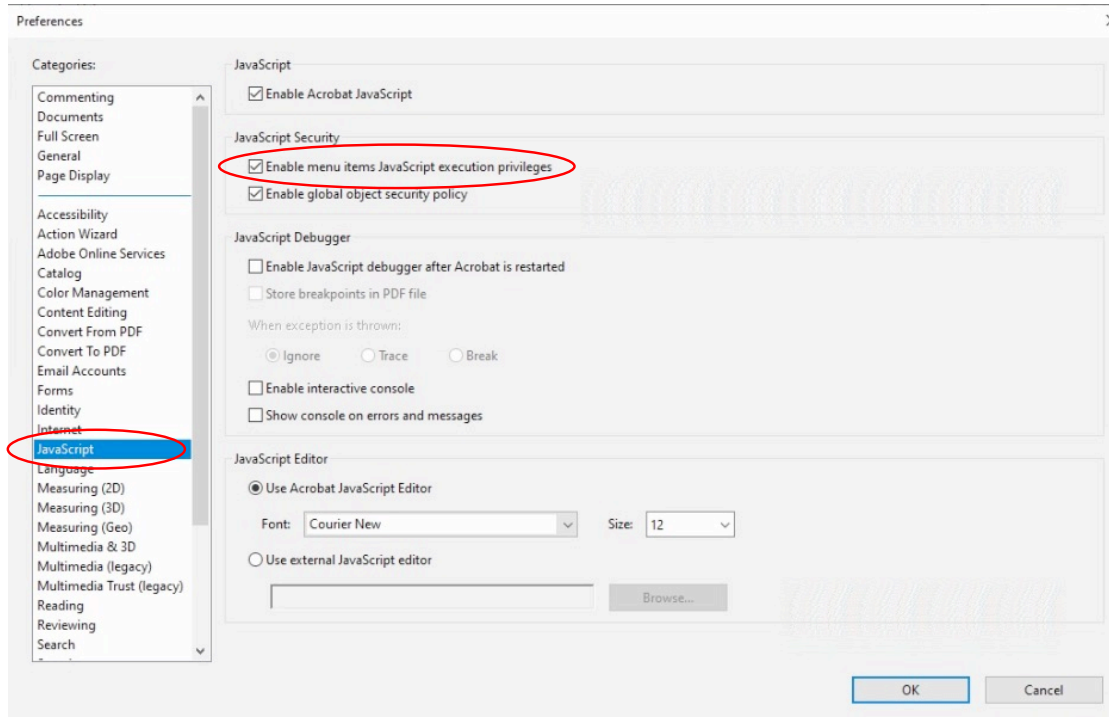 Preferences
Categories:
Commenting
Documents
Full Screen
General
Page Display
Accessibility
Action Wizard
Adobe Online Services
Catalog
Color Management
Content Editing
Convert From PDF
Convert To PDF
Email Accounts
Forms
Identity
Internet
JavaScript
Language
Measuring (2D)
Measuring (3D)
Measuring (Geo)
Multimedia & 3D
Multimedia (legacy)
Multimedia Trust (legacy)
Reading
Reviewing
Search
JavaScript
Enable Acrobat JavaScript
JavaScript Security
Enable menu items JavaScript execution privileges
Enable global object security policy
JavaScript Debugger
Enable JavaScript debugger after Acrobat is restarted
Store breakpoints in PDF file
When exception is thrown:
Ignore Trace Break
Enable interactive console
Show console on errors and messages
JavaScript Editor
Use Acrobat JavaScript Editor
Font: Courier New Size: 12
Use external JavaScript editor
Browse...
OK Cancel